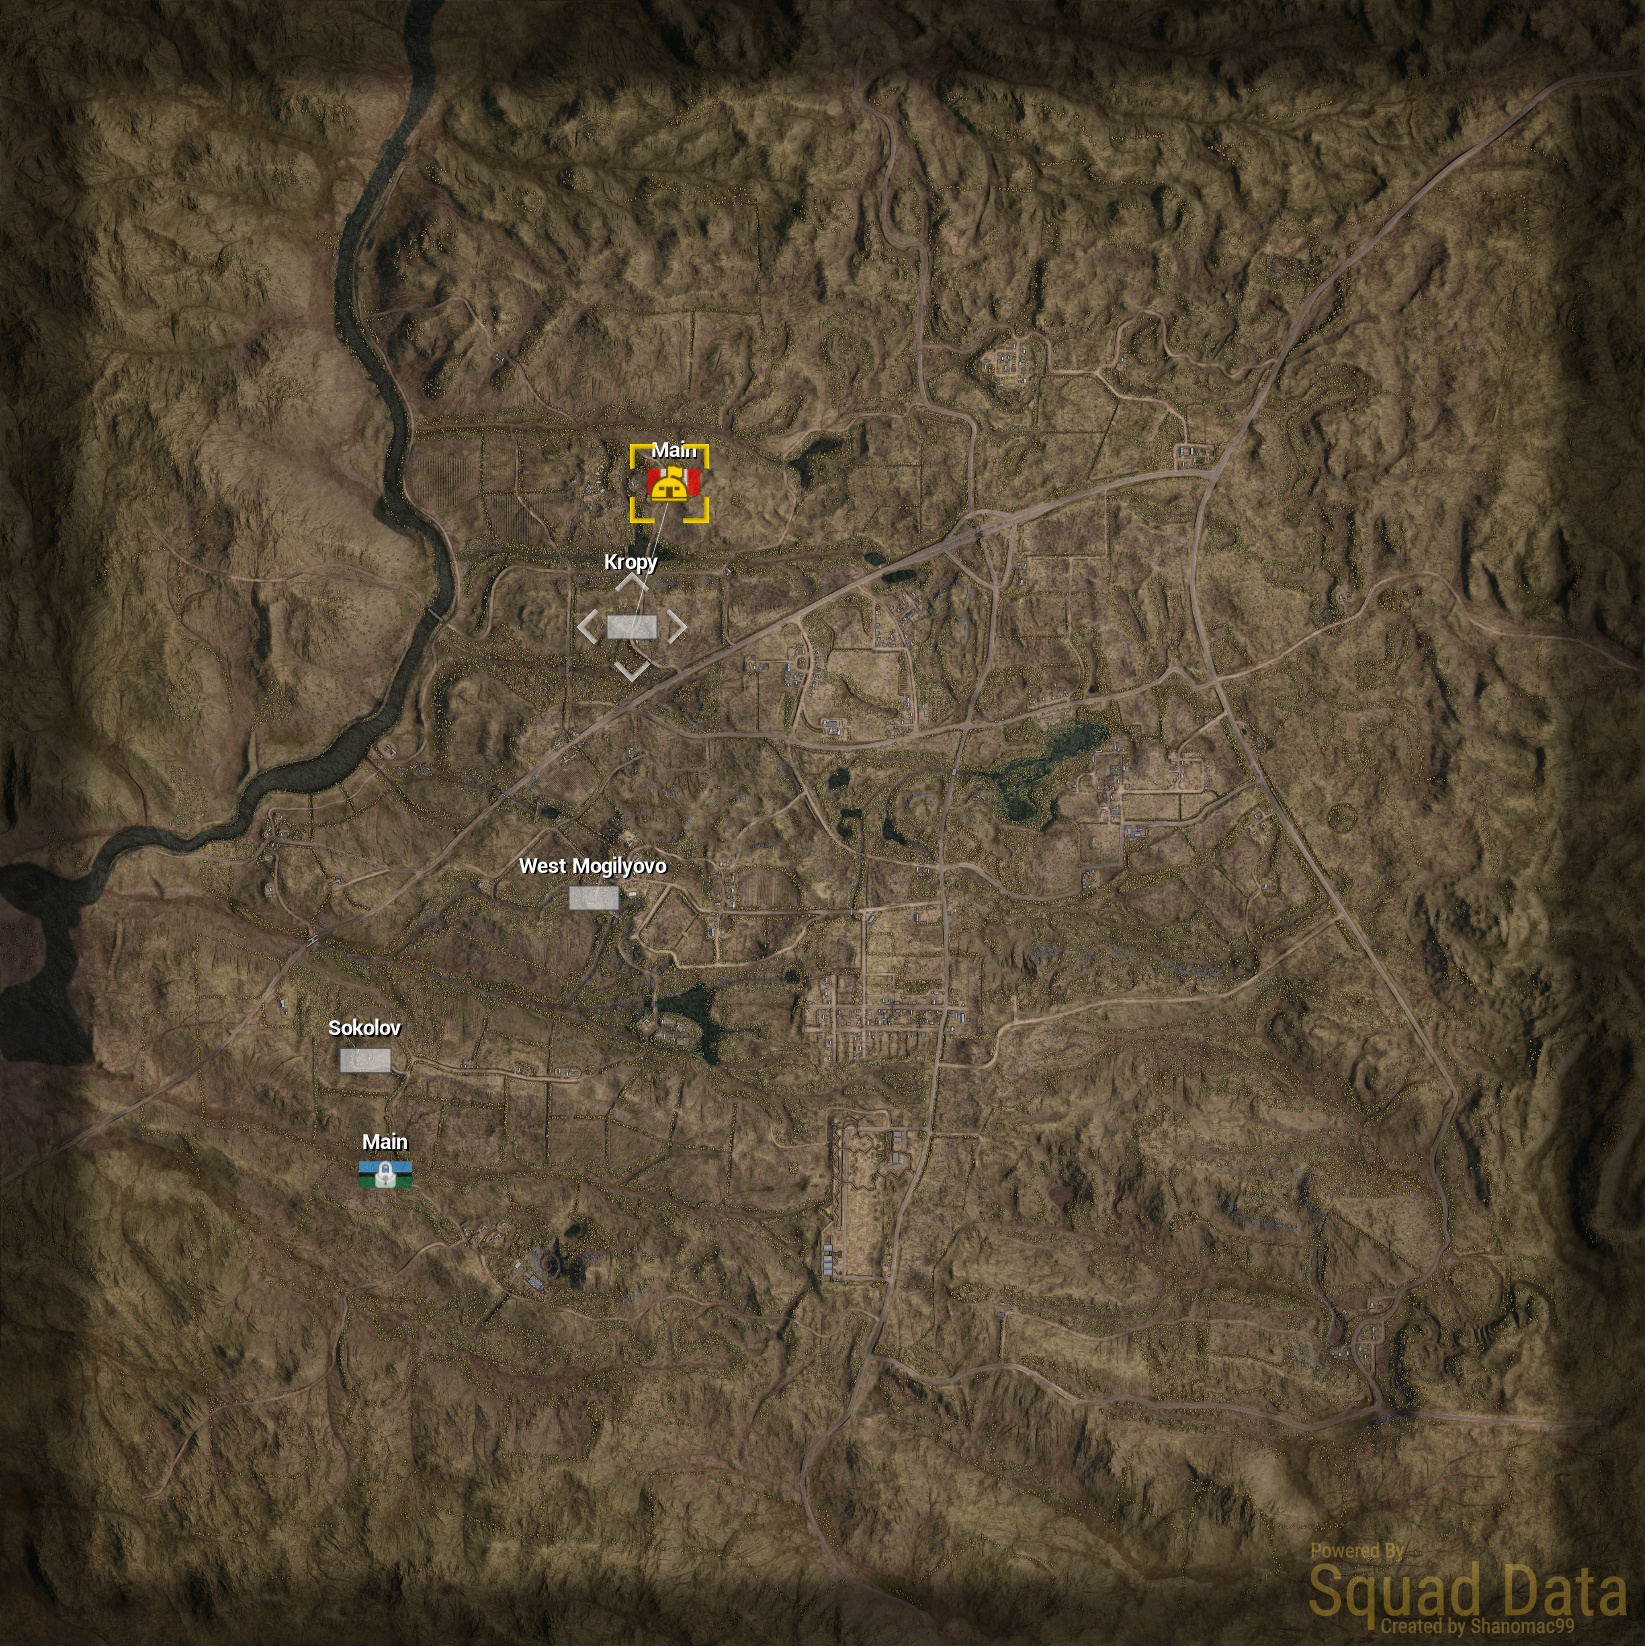 Main
Kropy
West Mogilyovo
Sokolov
Main
Powered By
Squad Data
Created by Shanomac99